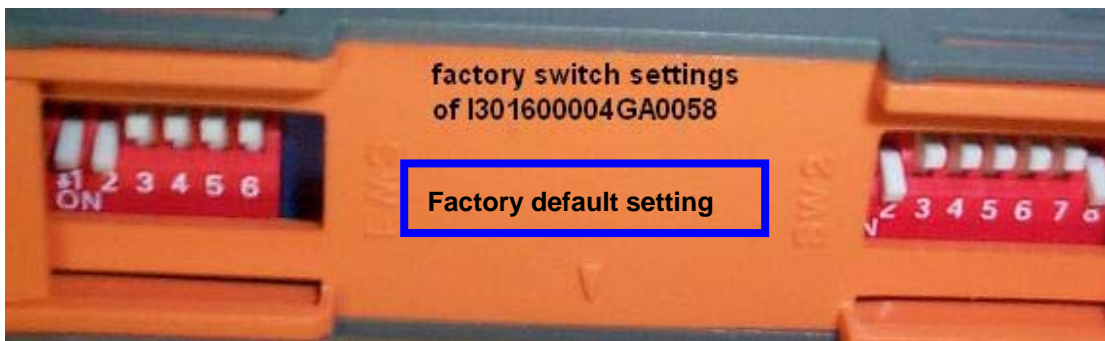 factory switch settings
of I301600004GA0058
Factory default setting
1 2 3 4 5 6
ON
2 3 4 5 6 7 8